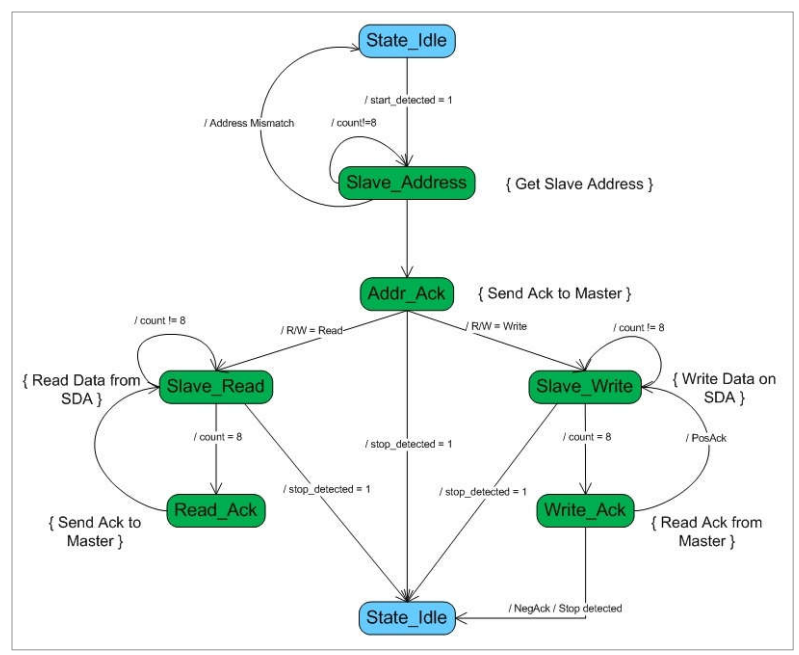 State_Idle
/ start_detected = 1
/ Address Mismatch
/ count!=8
Slave_Address
{ Get Slave Address }
Addr_Ack
{ Send Ack to Master }
/ count != 8
/ R/W = Read
/ R/W = Write
/ count != 8
{ Read Data from
SDA }
Slave_Read
Slave_Write
{ Write Data on
SDA }
/ count = 8
/ stop_detected = 1
/ count = 8
/ PosAck
/ stop_detected = 1
/ stop_detected = 1
Read_Ack
Write_Ack
{ Send Ack to
Master }
{ Read Ack from
Master }
State_Idle
/ NegAck / Stop detected